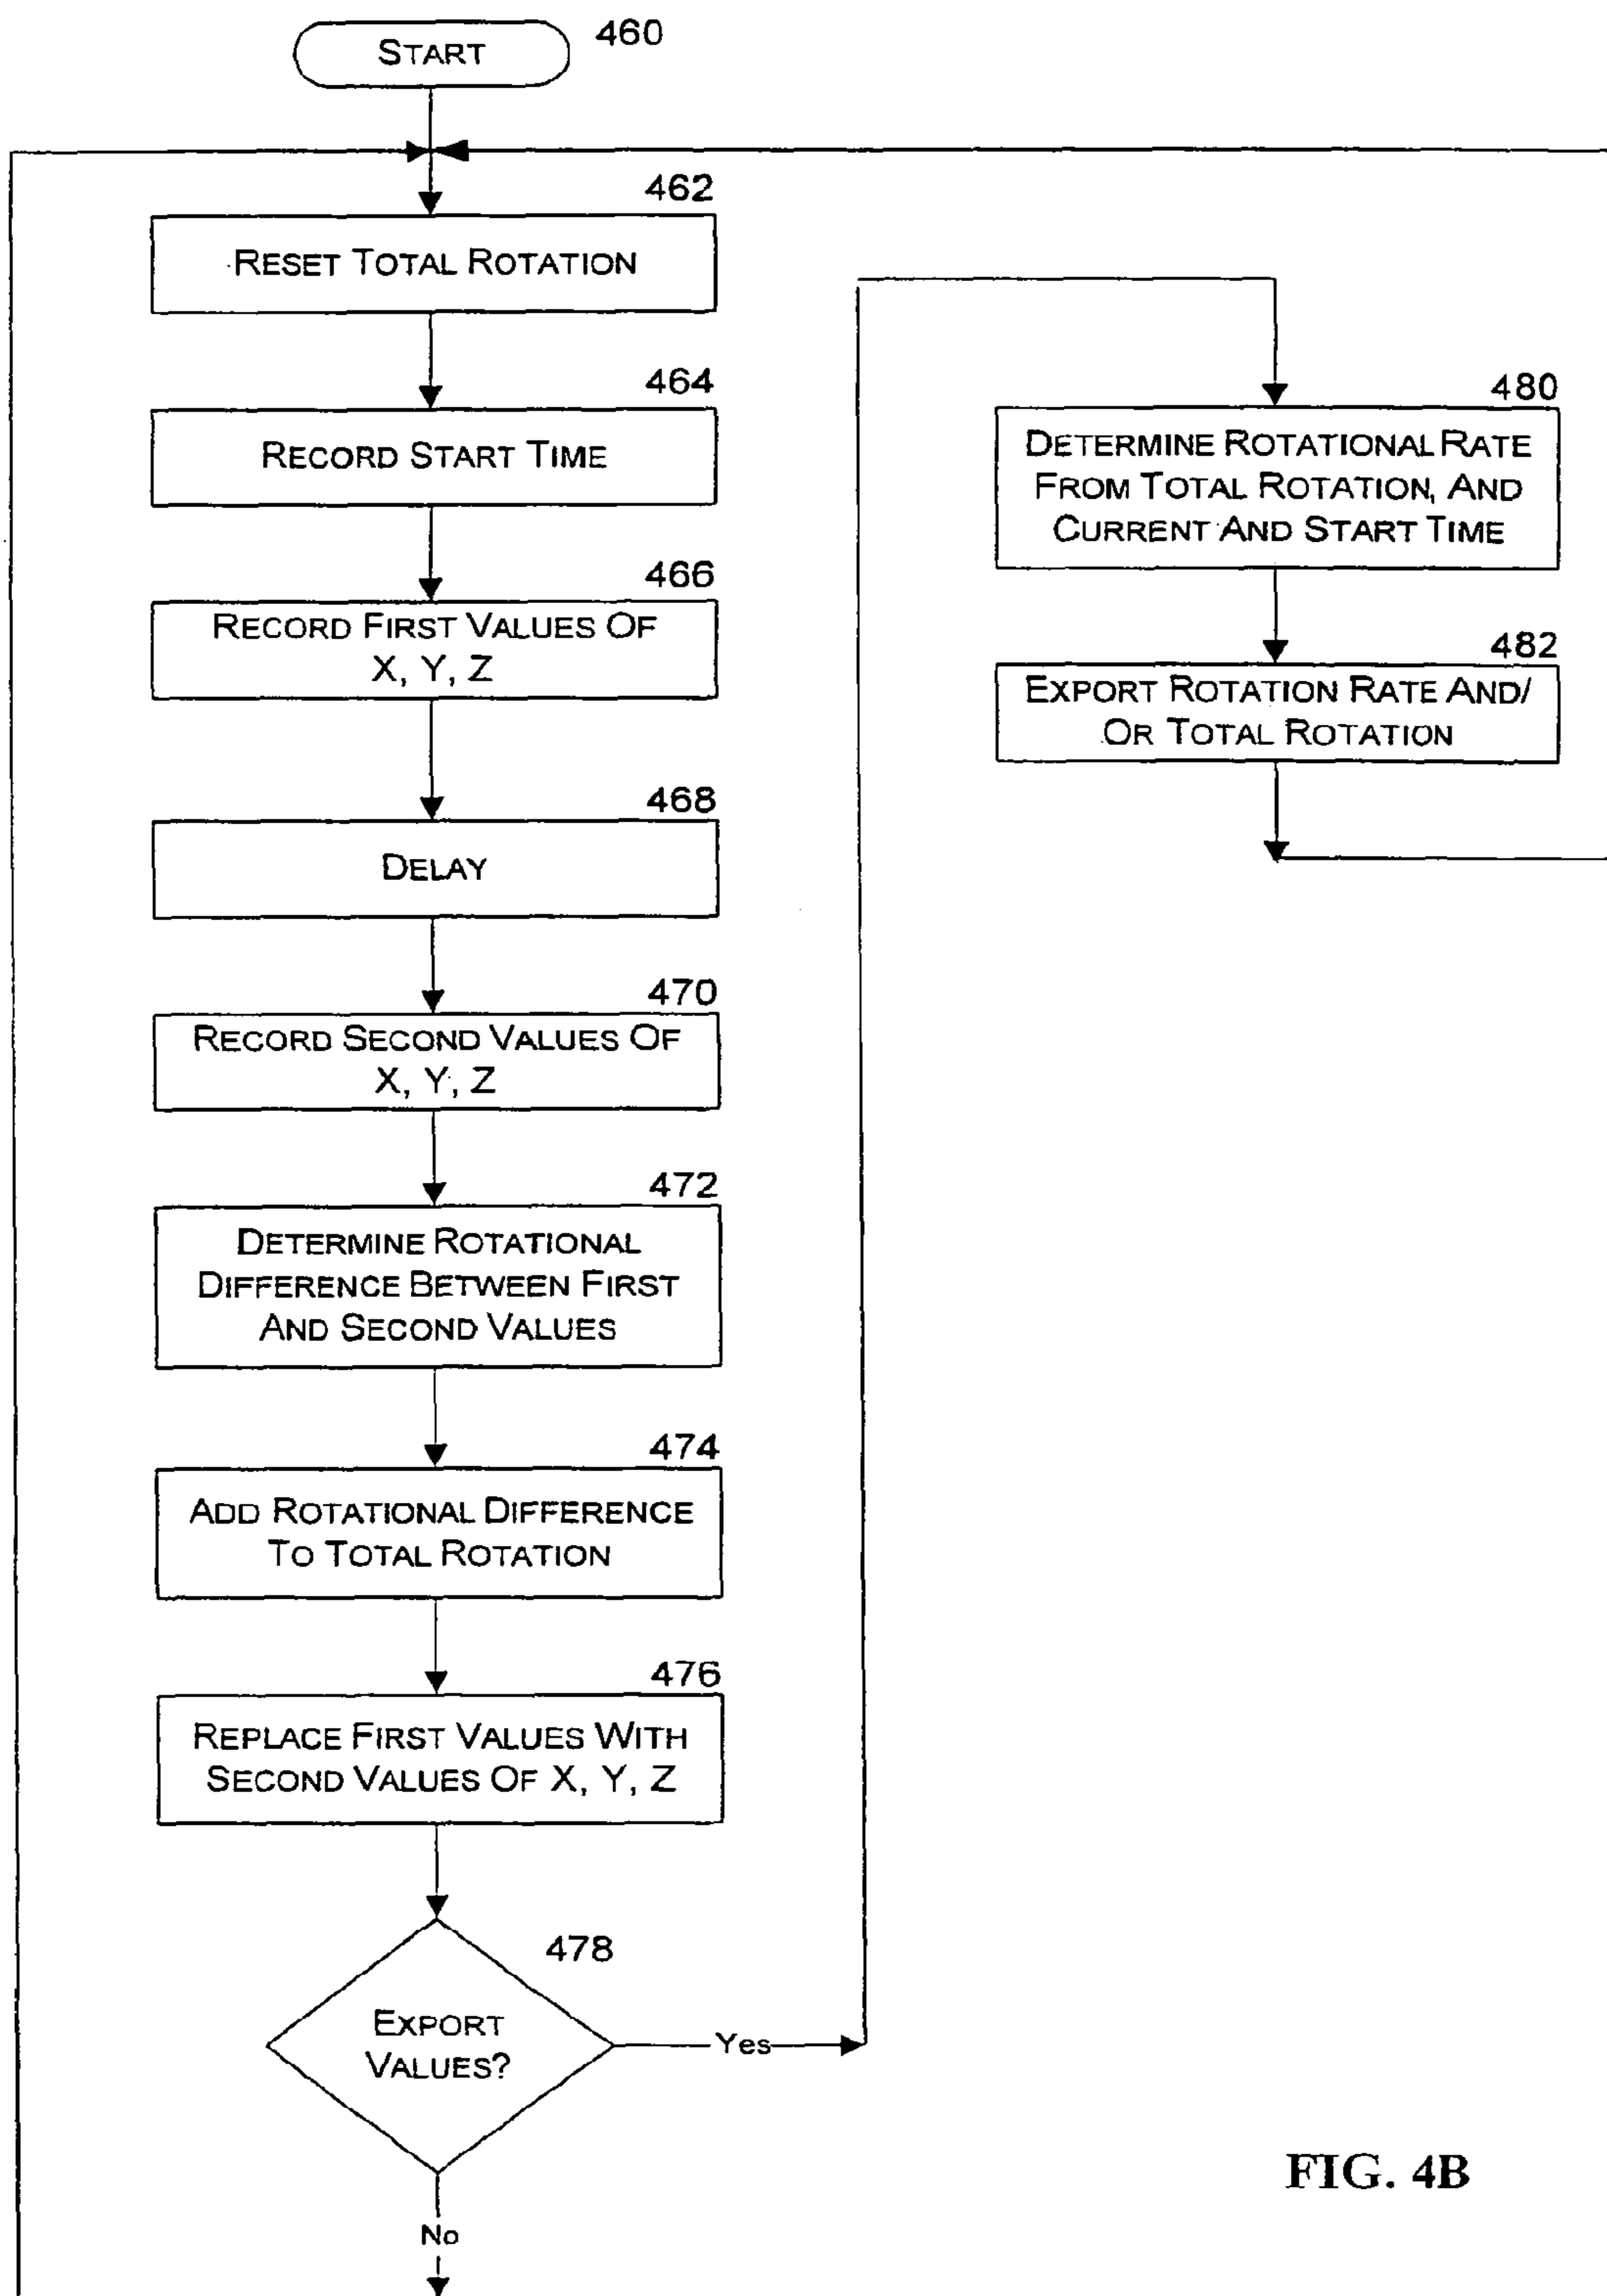 START
460
462
RESET TOTAL ROTATION
464
RECORD START TIME
466
RECORD FIRST VALUES OF
X, Y, Z
468
DELAY
470
RECORD SECOND VALUES OF
X, Y, Z
472
DETERMINE ROTATIONAL
DIFFERENCE BETWEEN FIRST
AND SECOND VALUES
474
ADD ROTATIONAL DIFFERENCE
TO TOTAL ROTATION
476
REPLACE FIRST VALUES WITH
SECOND VALUES OF X, Y, Z
478
EXPORT
VALUES?
Yes
No
480
DETERMINE ROTATIONAL RATE
FROM TOTAL ROTATION, AND
CURRENT AND START TIME
482
EXPORT ROTATION RATE AND/
OR TOTAL ROTATION
FIG. 4B